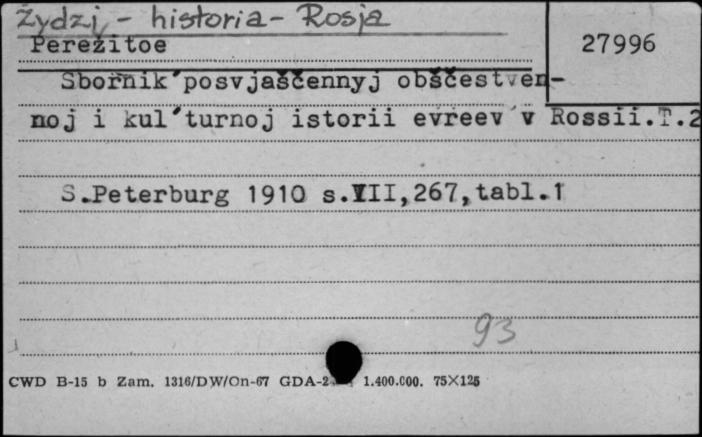 Żydzi - historia - Rosja
Perežitoe
27996
Sbornik posvjaščennyj obščestven-
noj i kul'turnoj istorii evreev v Rossii.T.2
S.Peterburg 1910 s.VII,267,tabl.1
93
CWD B-15 b Zam. 1316/DW/On-67 GDA-2 1.400.000. 75X125